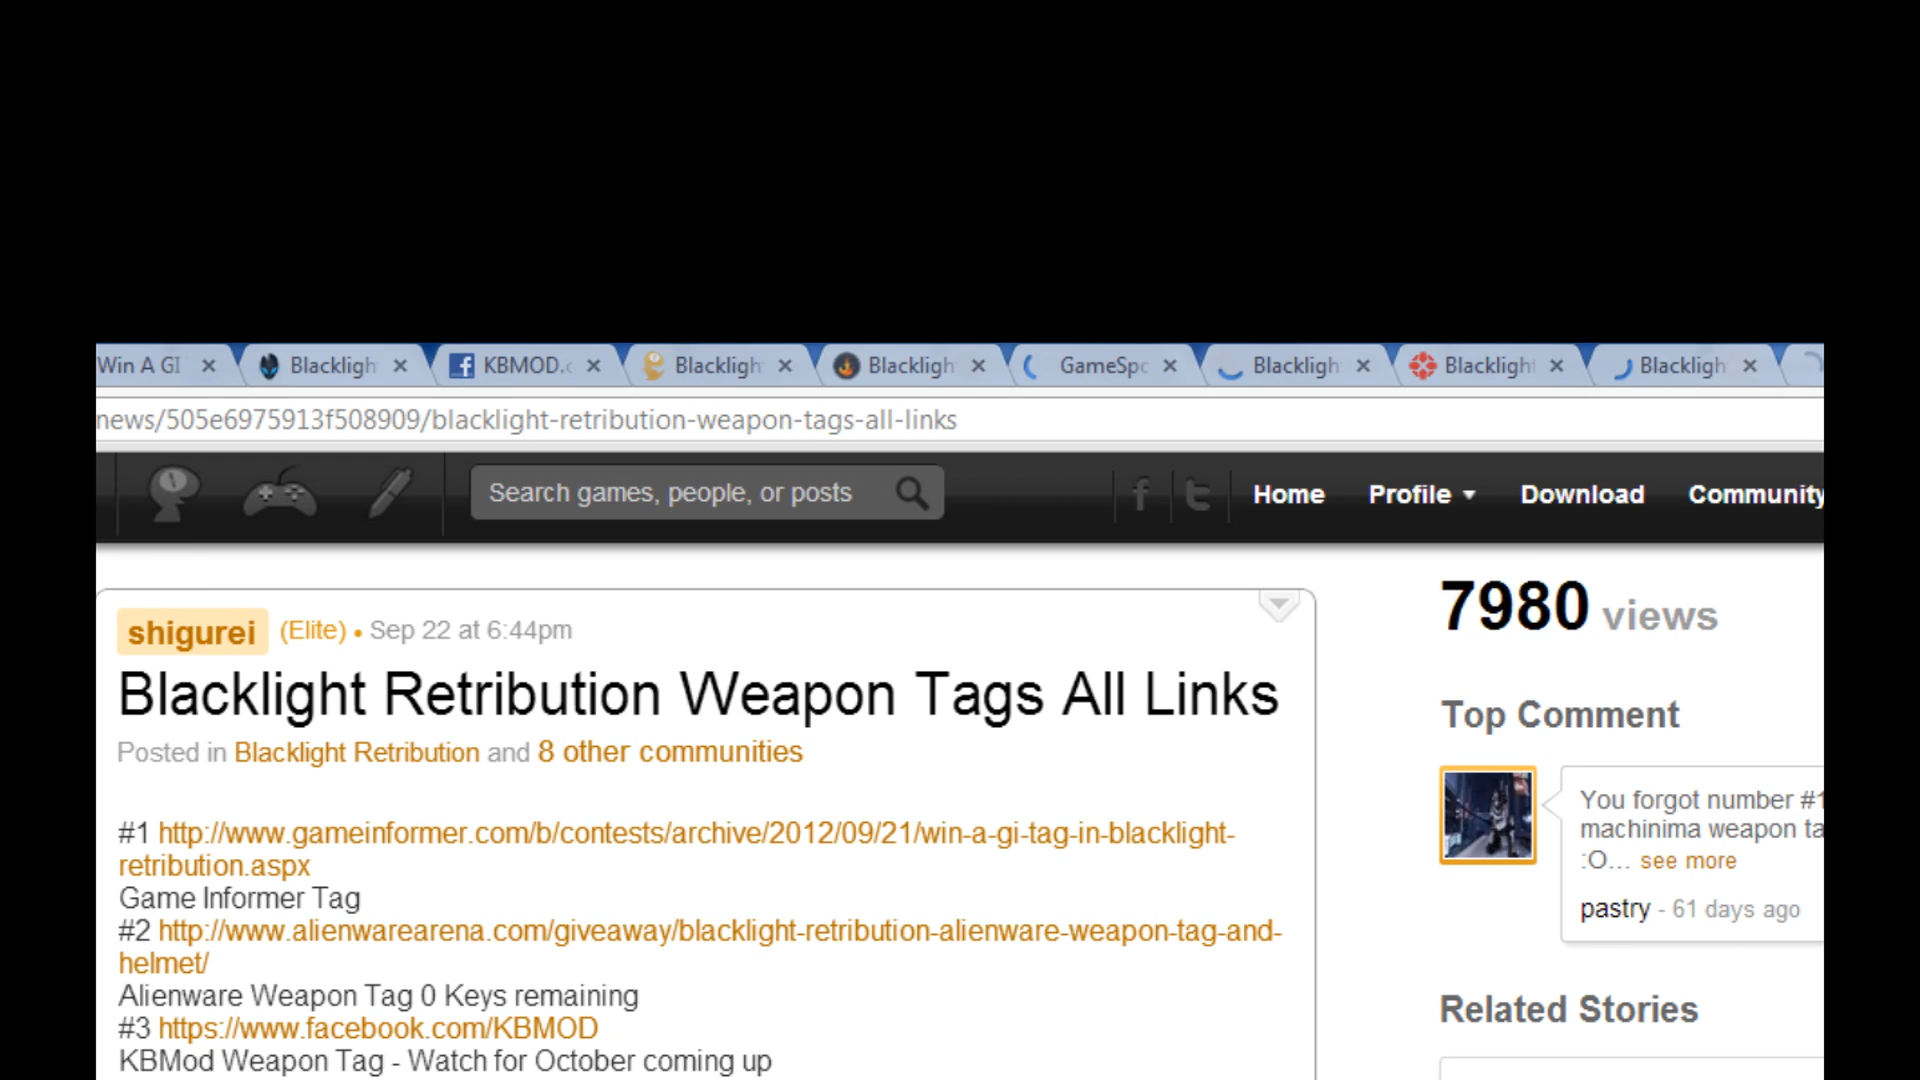 Win A GI Blackligh KBMOD.c Blackligh Blackligh GameSpo Blackligh Blackligh Blackligh
news/505e6975913f508909/blacklight-retribution-weapon-tags-all-links
Search games, people, or posts f t Home Profile Download Community
shigurei (Elite) • Sep 22 at 6:44pm
Blacklight Retribution Weapon Tags All Links
Posted in Blacklight Retribution and 8 other communities
#1 http://www.gameinformer.com/b/contests/archive/2012/09/21/win-a-gi-tag-in-blacklight-
retribution.aspx
Game Informer Tag
#2 http://www.alienwarearena.com/giveaway/blacklight-retribution-alienware-weapon-tag-and-
helmet/
Alienware Weapon Tag 0 Keys remaining
#3 https://www.facebook.com/KBMOD
KBMod Weapon Tag - Watch for October coming up
7980 views
Top Comment
You forgot number #1
machinima weapon ta
:O... see more
pastry - 61 days ago
Related Stories